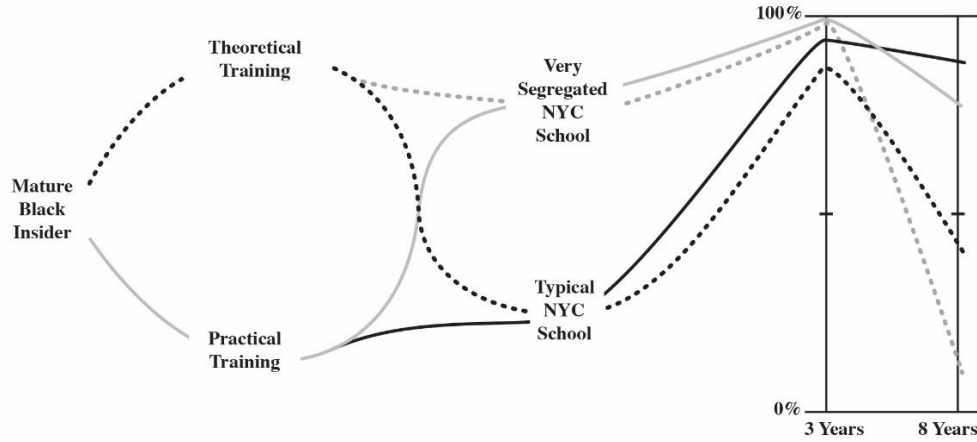 Mature
Black
Insider
Theoretical
Training
Practical
Training
Very
Segregated
NYC
School
Typical
NYC
School
100%
0%
3 Years
8 Years